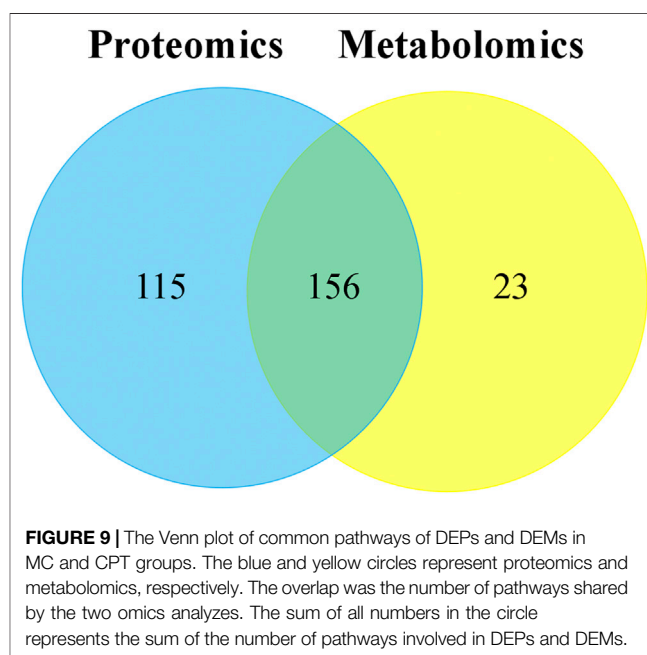 Proteomics Metabolomics
115 156 23
FIGURE 9 | The Venn plot of common pathways of DEPs and DEMs in
MC and CPT groups. The blue and yellow circles represent proteomics and
metabolomics, respectively. The overlap was the number of pathways shared
by the two omics analyzes. The sum of all numbers in the circle
represents the sum of the number of pathways involved in DEPs and DEMs.